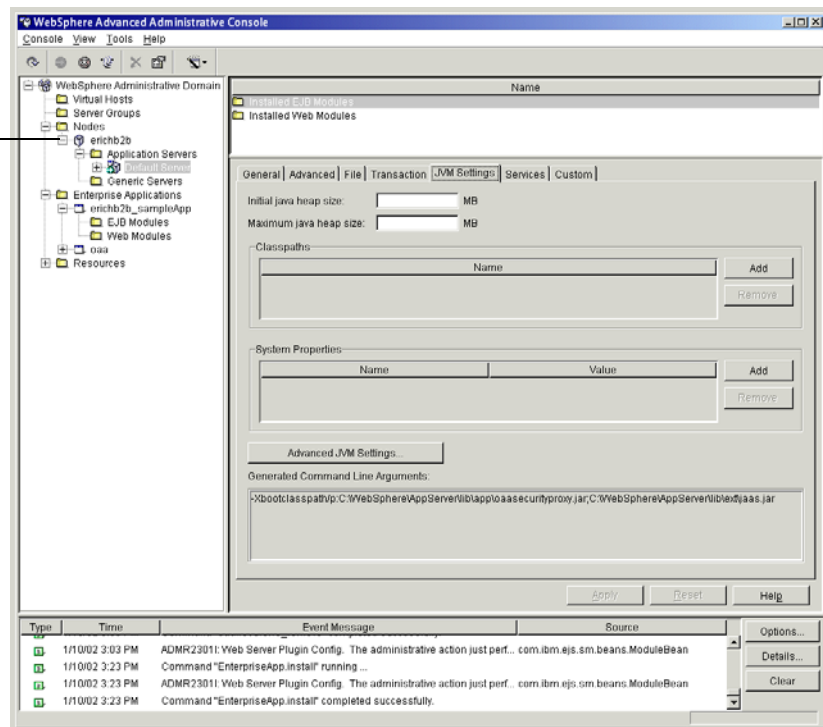 WebSphere Advanced Administrative Console
Console View Tools Help
WebSphere Administrative Domain
Virtual Hosts
Server Groups
Nodes
erichb2b
Application Servers
Default Server
Generic Servers
Enterprise Applications
erichb2b_sampleApp
EJB Modules
Web Modules
oaa
Resources
Name
Installed EJB Modules
Installed Web Modules
General Advanced File Transaction JVM Settings Services Custom
Initial java heap size: MB
Maximum java heap size: MB
Classpaths
Name
Add
Remove
System Properties
Name Value
Add
Remove
Advanced JVM Settings...
Generated Command Line Arguments:
-Xbootclasspath/p:C:\WebSphere\AppServer\lib\app\oaasecurityproxy.jar;C:\WebSphere\AppServer\lib\ext\jaas.jar
Apply Reset Help
Type Time Event Message Source
1/10/02 3:03 PM ADMR2301I: Web Server Plugin Config. The administrative action just perf... com.ibm.ejs.sm.beans.ModuleBean
1/10/02 3:23 PM Command "EnterpriseApp.install" running ...
1/10/02 3:23 PM ADMR2301I: Web Server Plugin Config. The administrative action just perf... com.ibm.ejs.sm.beans.ModuleBean
1/10/02 3:23 PM Command "EnterpriseApp.install" completed successfully.
Options...
Details...
Clear